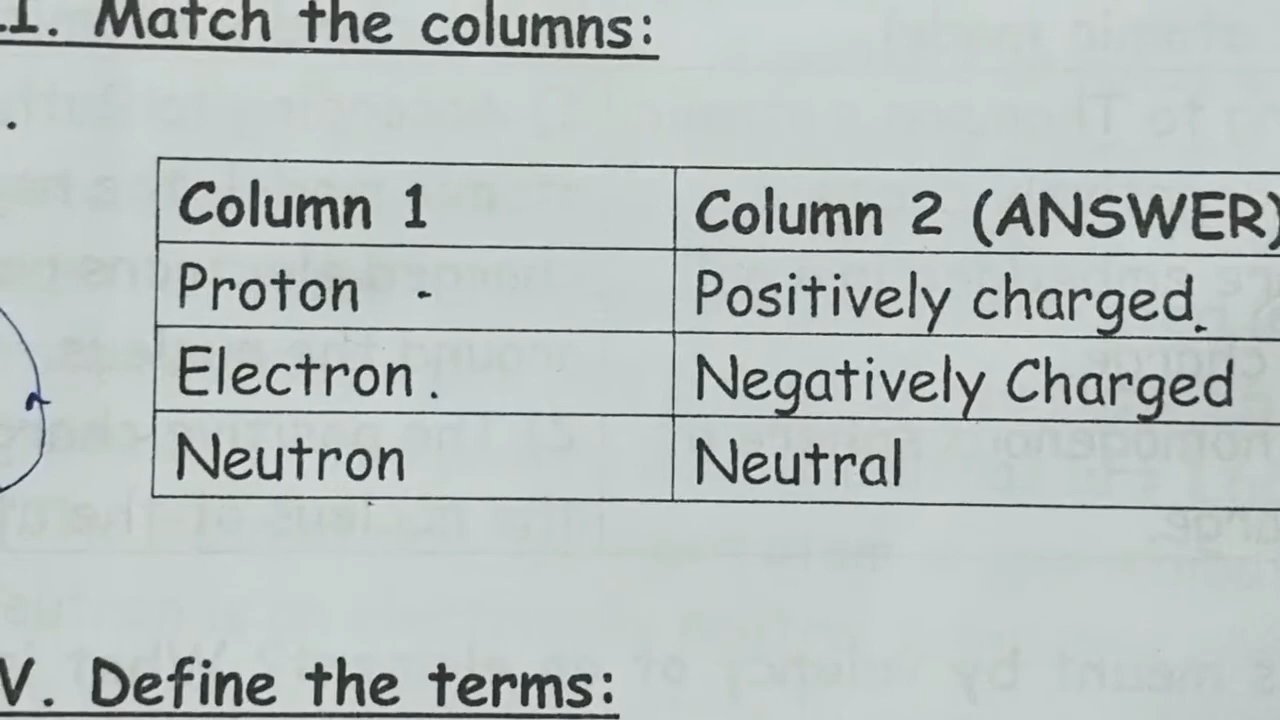 I. Match the columns:
Column 1 Column 2 (ANSWER)
Proton - Positively charged.
Electron. Negatively Charged
Neutron Neutral
V. Define the terms: